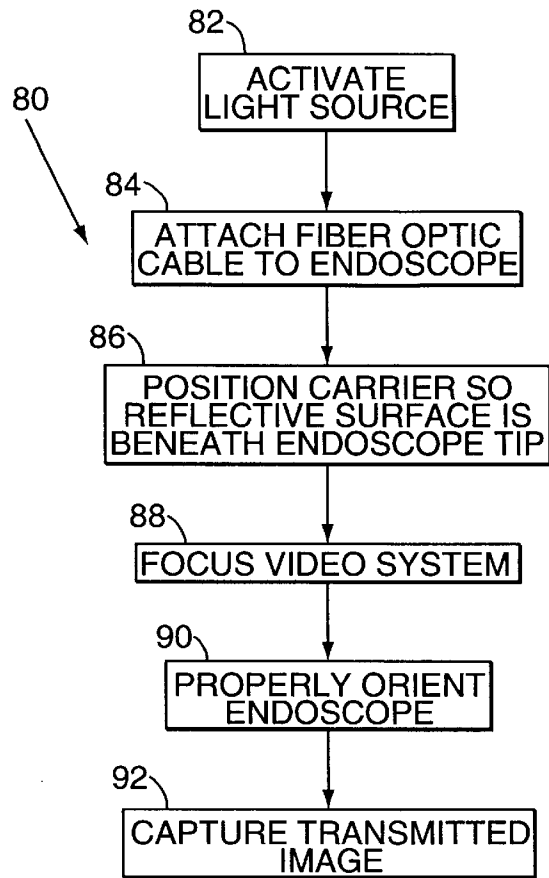 82
ACTIVATE
LIGHT SOURCE
80
84
ATTACH FIBER OPTIC
CABLE TO ENDOSCOPE
86
POSITION CARRIER SO
REFLECTIVE SURFACE IS
BENEATH ENDOSCOPE TIP
88
FOCUS VIDEO SYSTEM
90
PROPERLY ORIENT
ENDOSCOPE
92
CAPTURE TRANSMITTED
IMAGE